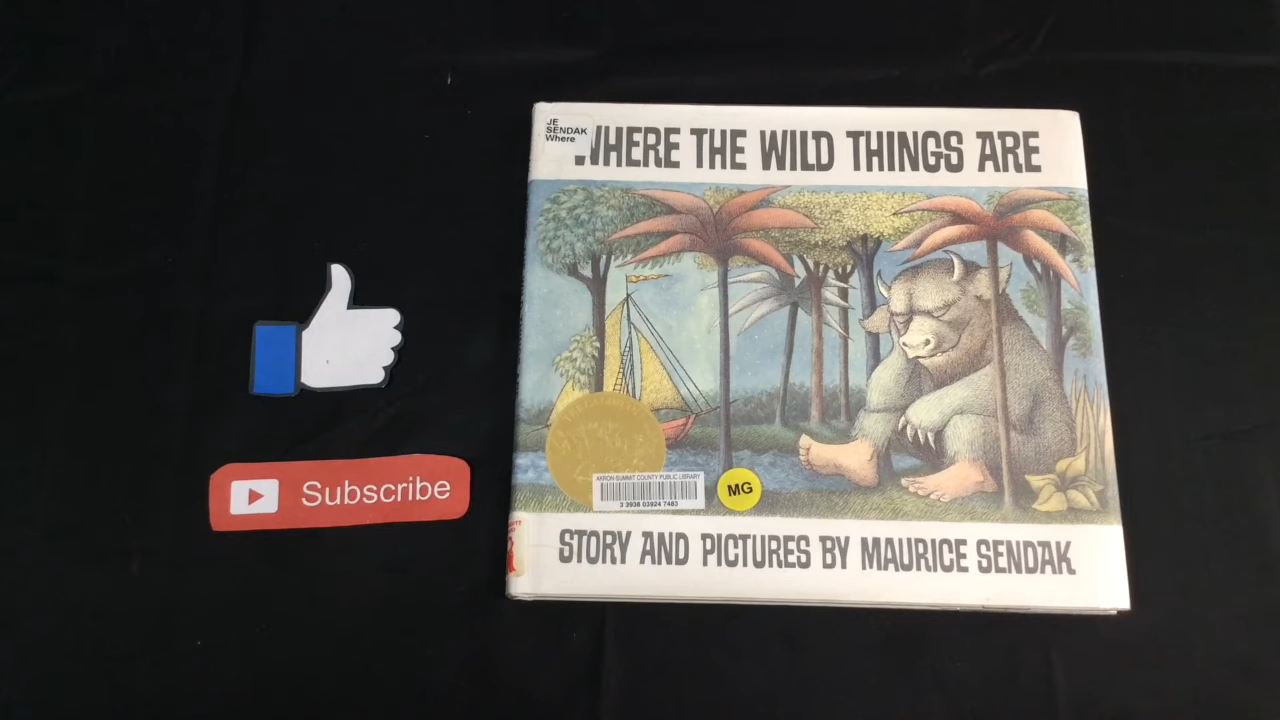 JE
SENDAK
Where
WHERE THE WILD THINGS ARE
AKRON-SUMMIT COUNTY PUBLIC LIBRARY
3 3938 03924 7483
MG
STORY AND PICTURES BY MAURICE SENDAK
Subscribe